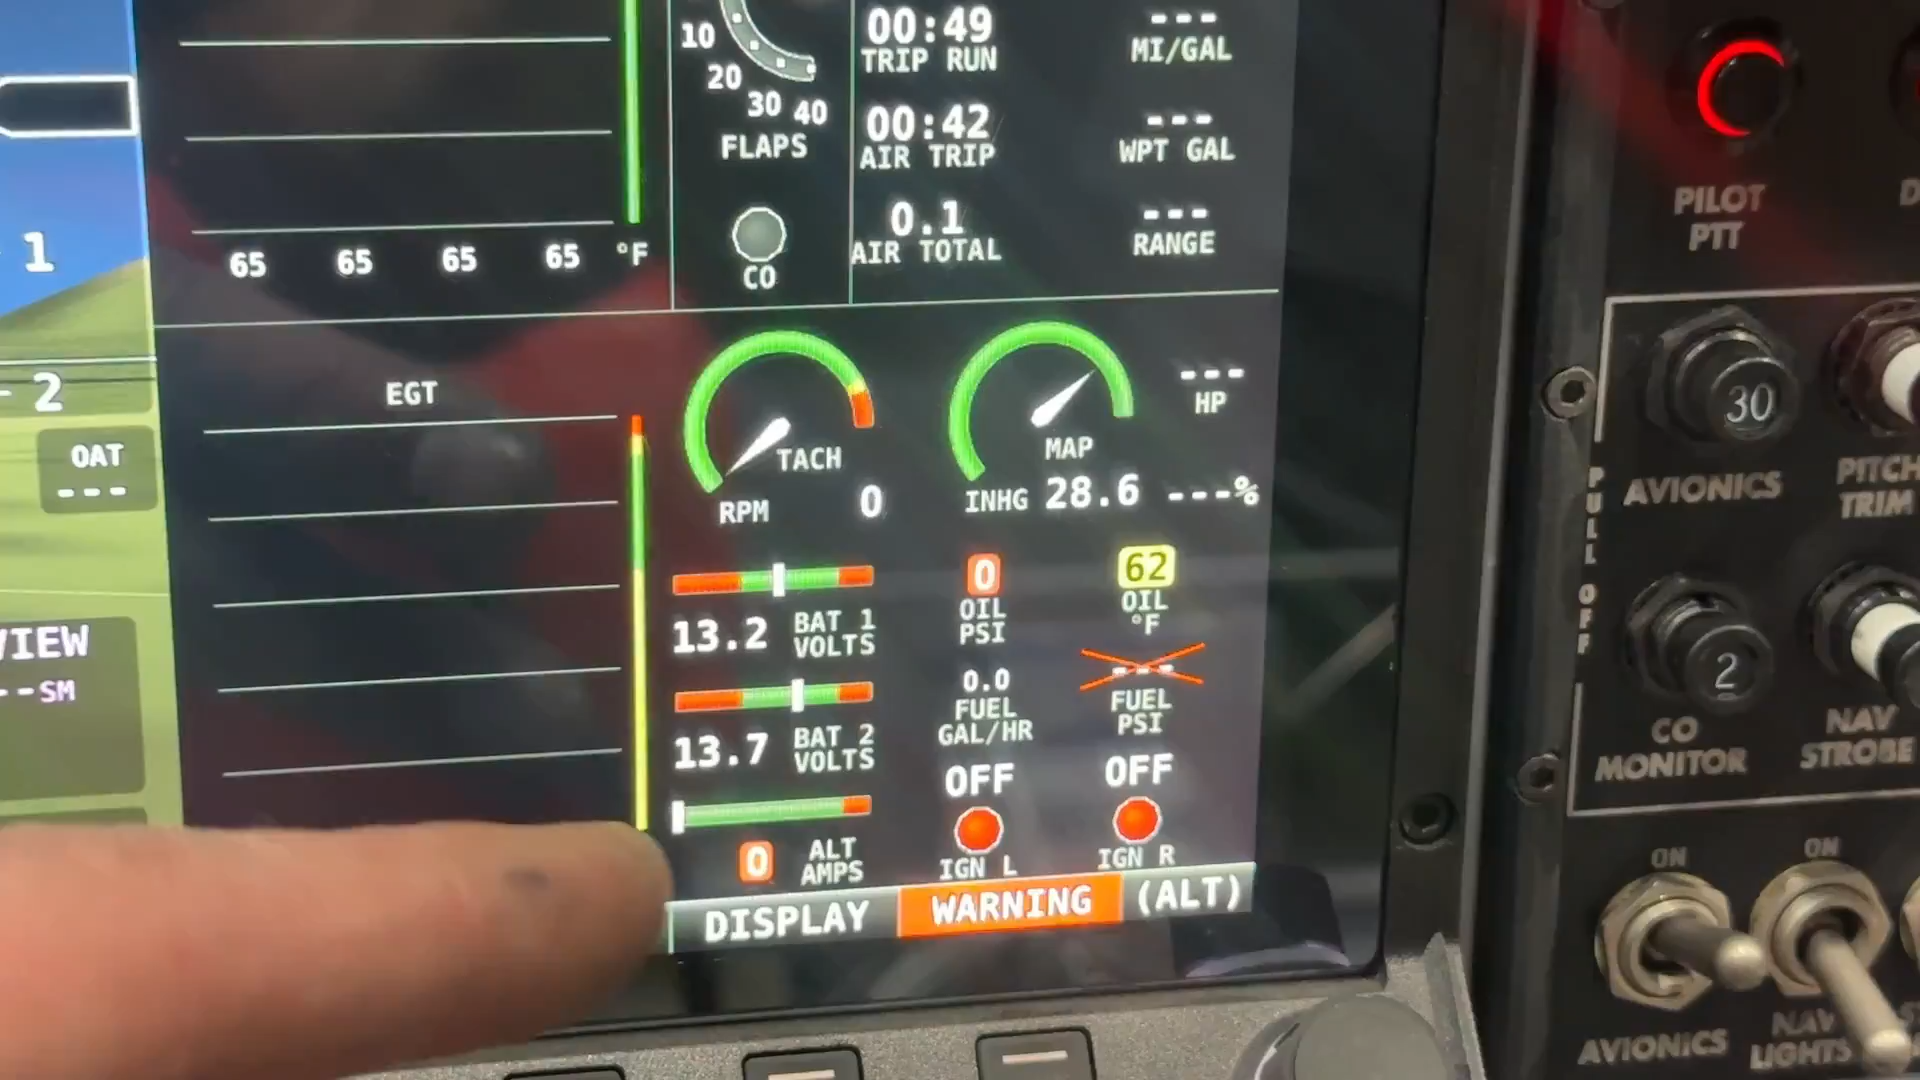 10
20
30 40
FLAPS
CO
00:49
TRIP RUN
00:42
AIR TRIP
0.1
AIR TOTAL
---
MI/GAL
---
WPT GAL
---
RANGE
65 65 65 65 °F
1
- 2
OAT
---
VIEW
--SM
EGT
TACH
RPM 0
MAP
INHG 28.6
---
HP
---%
13.2 BAT 1
VOLTS
13.7 BAT 2
VOLTS
0 ALT
AMPS
0
OIL
PSI
62
OIL
°F
0.0
FUEL
GAL/HR
---
FUEL
PSI
OFF
IGN L
OFF
IGN R
DISPLAY WARNING (ALT)
PILOT
PTT
D
PULL OFF
30
AVIONICS
PITCH
TRIM
2
CO
MONITOR
NAV
STROBE
ON
AVIONICS
ON
NAV
LIGHTS